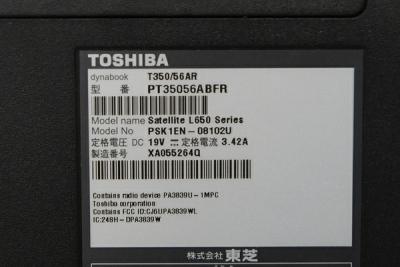 TOSHIBA
dynabook T350/56AR
型 番 PT35056ABFR
Model name Satellite L650 Series
Model No PSK1EN-08102U
定格電圧 DC 19V 定格電流 3.42A
製造番号 XA055264Q
Contains radio device PA3839U-1MPC
Toshiba corporation
Contains FCC ID:CJ6UPA3839WL
IC:248H-DPA3839W
株式会社 東芝